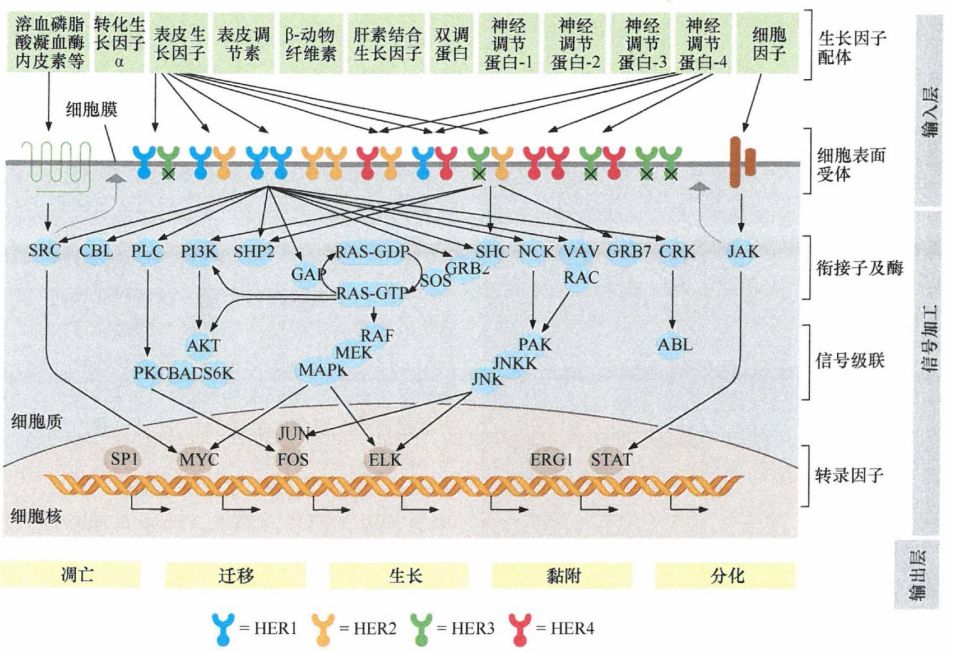 溶血磷脂
酸凝血酶
内皮素等
转化生
长因子
α
表皮生
长因子
表皮调
节素
β-动物
纤维素
肝素结合
生长因子
双调
蛋白
神经
调节
蛋白-1
神经
调节
蛋白-2
神经
调节
蛋白-3
神经
调节
蛋白-4
细胞
因子
生长因子
配体
输入层
细胞膜
细胞表面
受体
SRC
CBL
PLC
PI3K
SHP2
GAP
RAS-GDP
RAS-GTP
SOS
GRB2
SHC
NCK
VAV
RAC
GRB7
CRK
JAK
衔接子及酶
信号加工
AKT
RAF
MEK
MAPK
PKC
BAD
S6K
PAK
JNKK
JNK
ABL
信号级联
细胞质
JUN
SP1
MYC
FOS
ELK
ERG1
STAT
转录因子
细胞核
输出层
凋亡
迁移
生长
黏附
分化
= HER1
= HER2
= HER3
= HER4